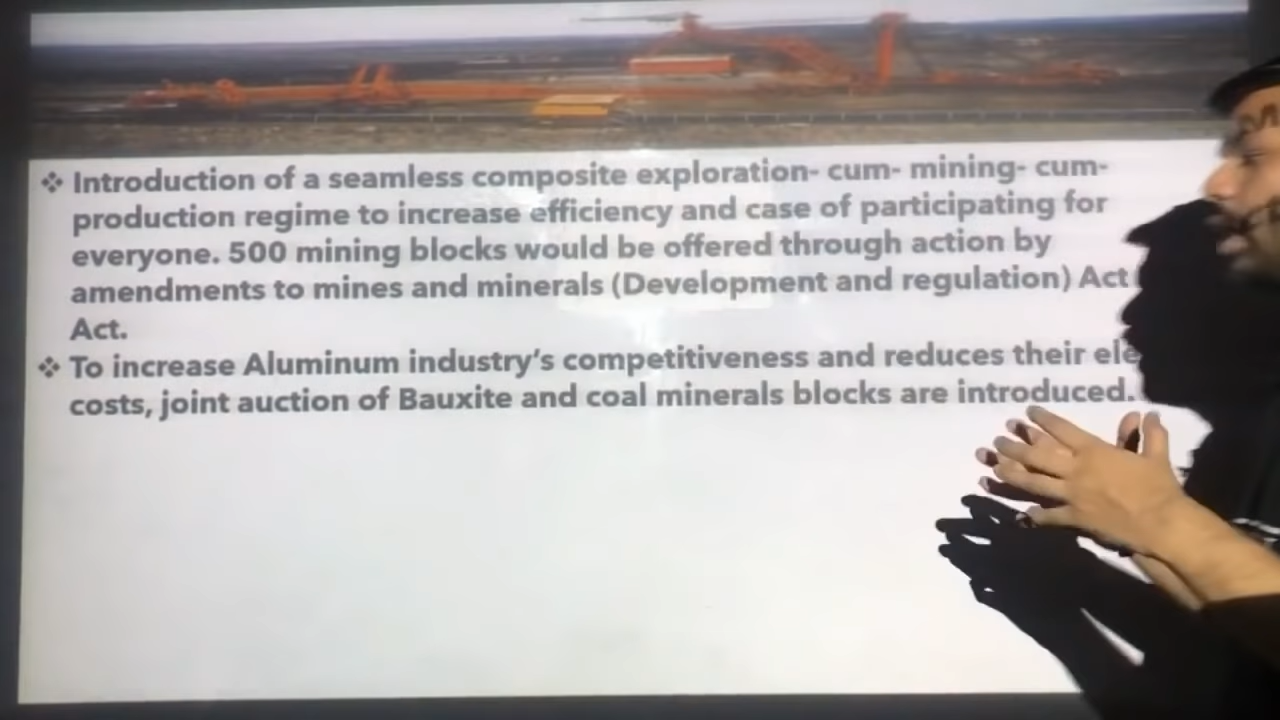 Introduction of a seamless composite exploration- cum- mining- cum-
production regime to increase efficiency and case of participating for
everyone. 500 mining blocks would be offered through action by
amendments to mines and minerals (Development and regulation) Act
Act.
To increase Aluminum industry's competitiveness and reduces their
costs, joint auction of Bauxite and coal minerals blocks are introduced.